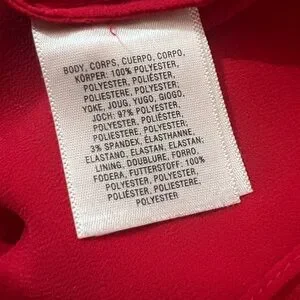 BODY, CORPS, CUERPO, CORPO,
KÖRPER: 100% POLYESTER,
POLYESTER, POLIÉSTER,
POLIESTERE, POLYESTER;
YOKE, JOUG, YUGO, GIOGO,
JOCH: 97% POLYESTER,
POLYESTER, POLIÉSTER,
POLIESTERE, POLYESTER,
3% SPANDEX, ÉLASTHANNE,
ELASTANO, ELASTAN, ELASTAN;
LINING, DOUBLURE, FORRO,
FODERA, FUTTERSTOFF: 100%
POLYESTER, POLYESTER,
POLIÉSTER, POLIESTERE,
POLYESTER